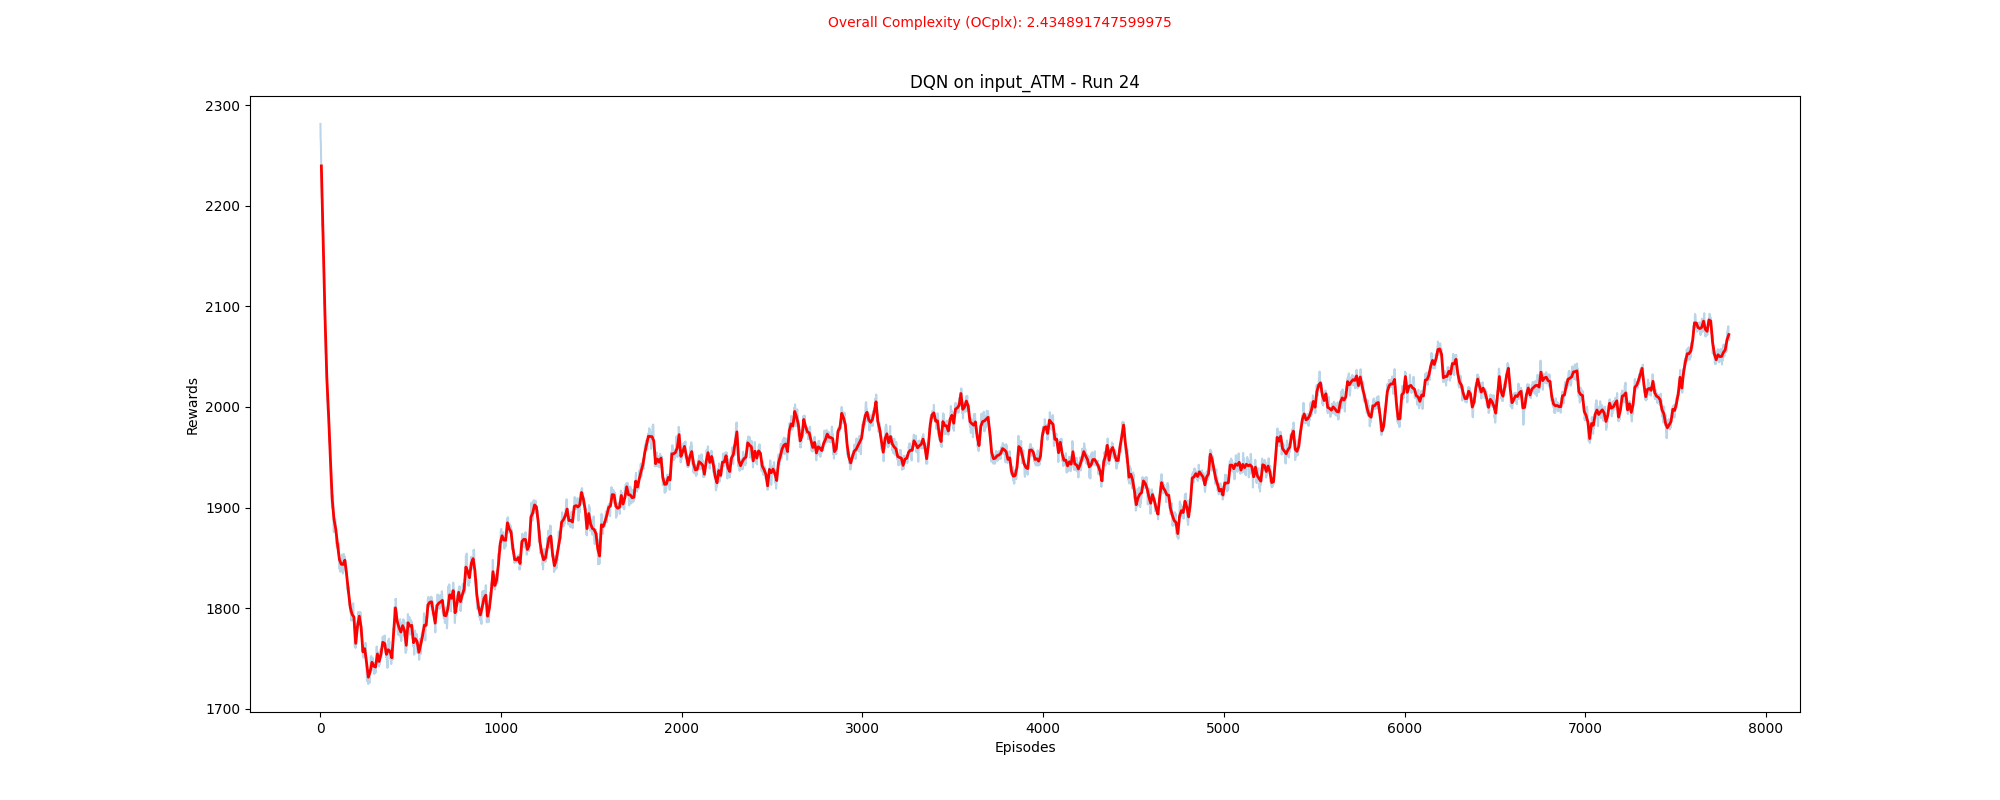 Overall Complexity (OCplx): 2.434891747599975
DQN on input_ATM - Run 24
2300
2200
2100
2000
1900
1800
1700
Rewards
0 1000 2000 3000 4000 5000 6000 7000 8000
Episodes